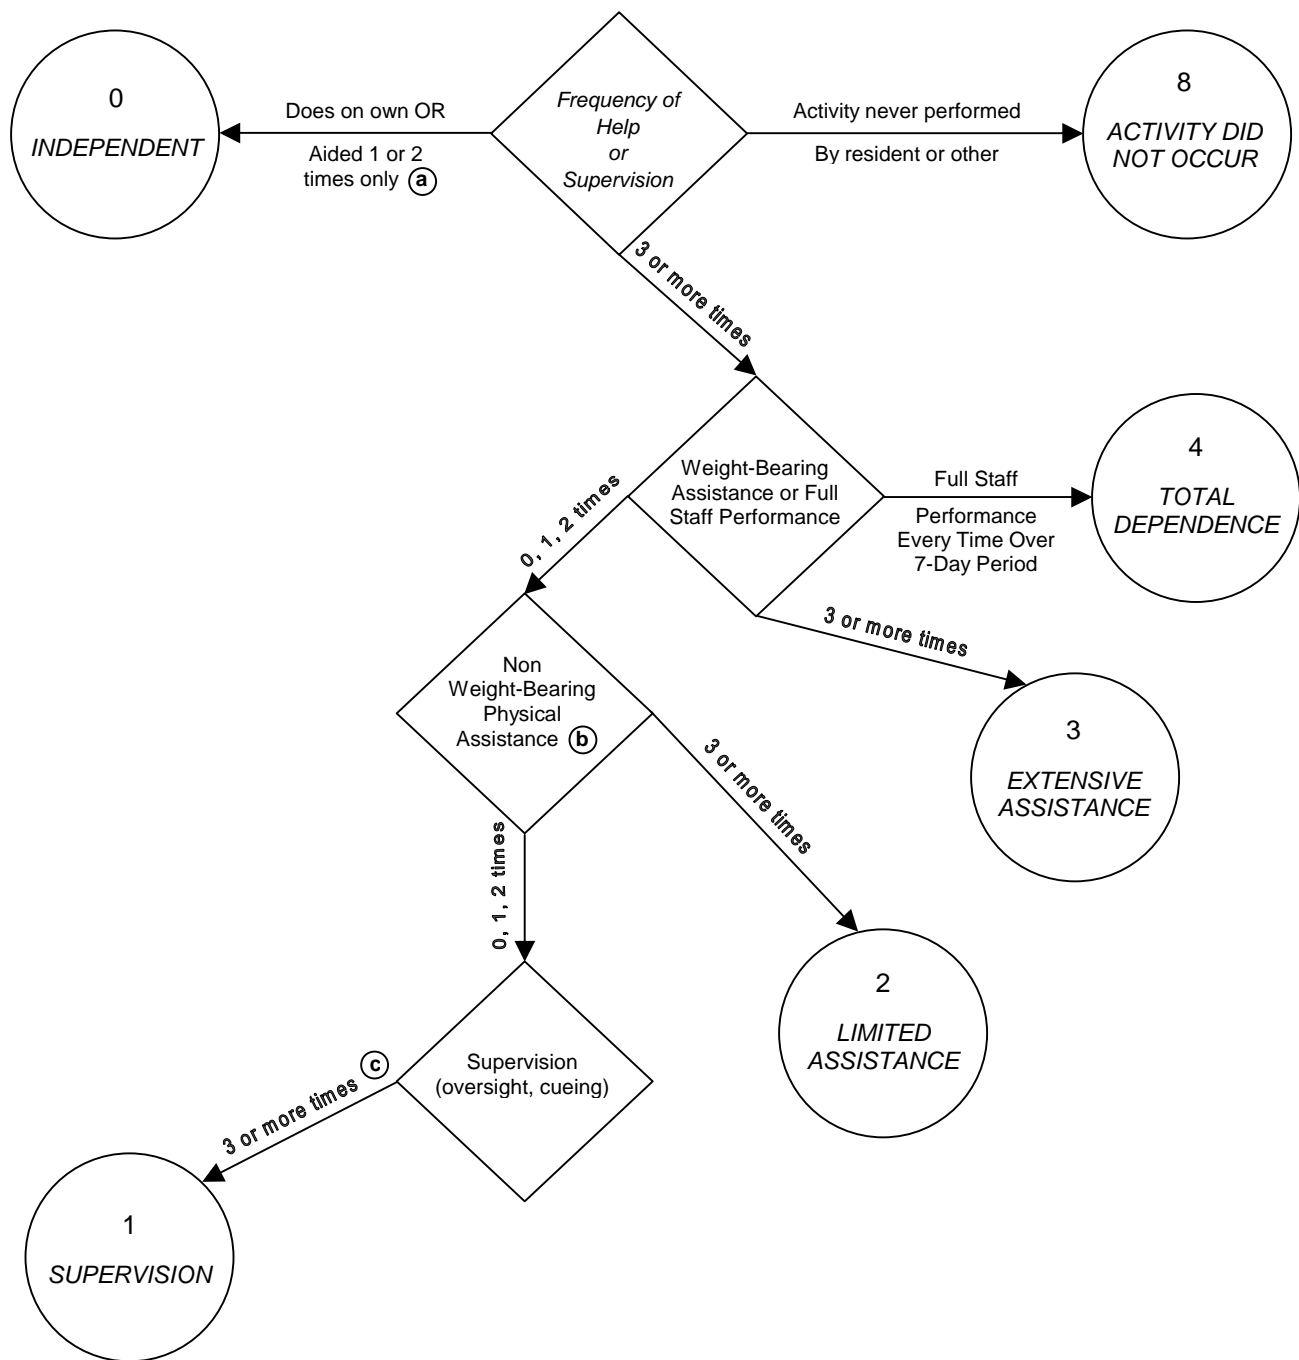 0
INDEPENDENT
Does on own OR
Aided 1 or 2
times only (a)
Frequency of
Help
or
Supervision
Activity never performed
By resident or other
8
ACTIVITY DID
NOT OCCUR
3 or more times
Weight-Bearing
Assistance or Full
Staff Performance
Full Staff
Performance
Every Time Over
7-Day Period
4
TOTAL
DEPENDENCE
0, 1, 2 times
3 or more times
Non
Weight-Bearing
Physical
Assistance (b)
3
EXTENSIVE
ASSISTANCE
3 or more times
0, 1, 2 times
2
LIMITED
ASSISTANCE
Supervision
(oversight, cueing)
3 or more times (c)
1
SUPERVISION